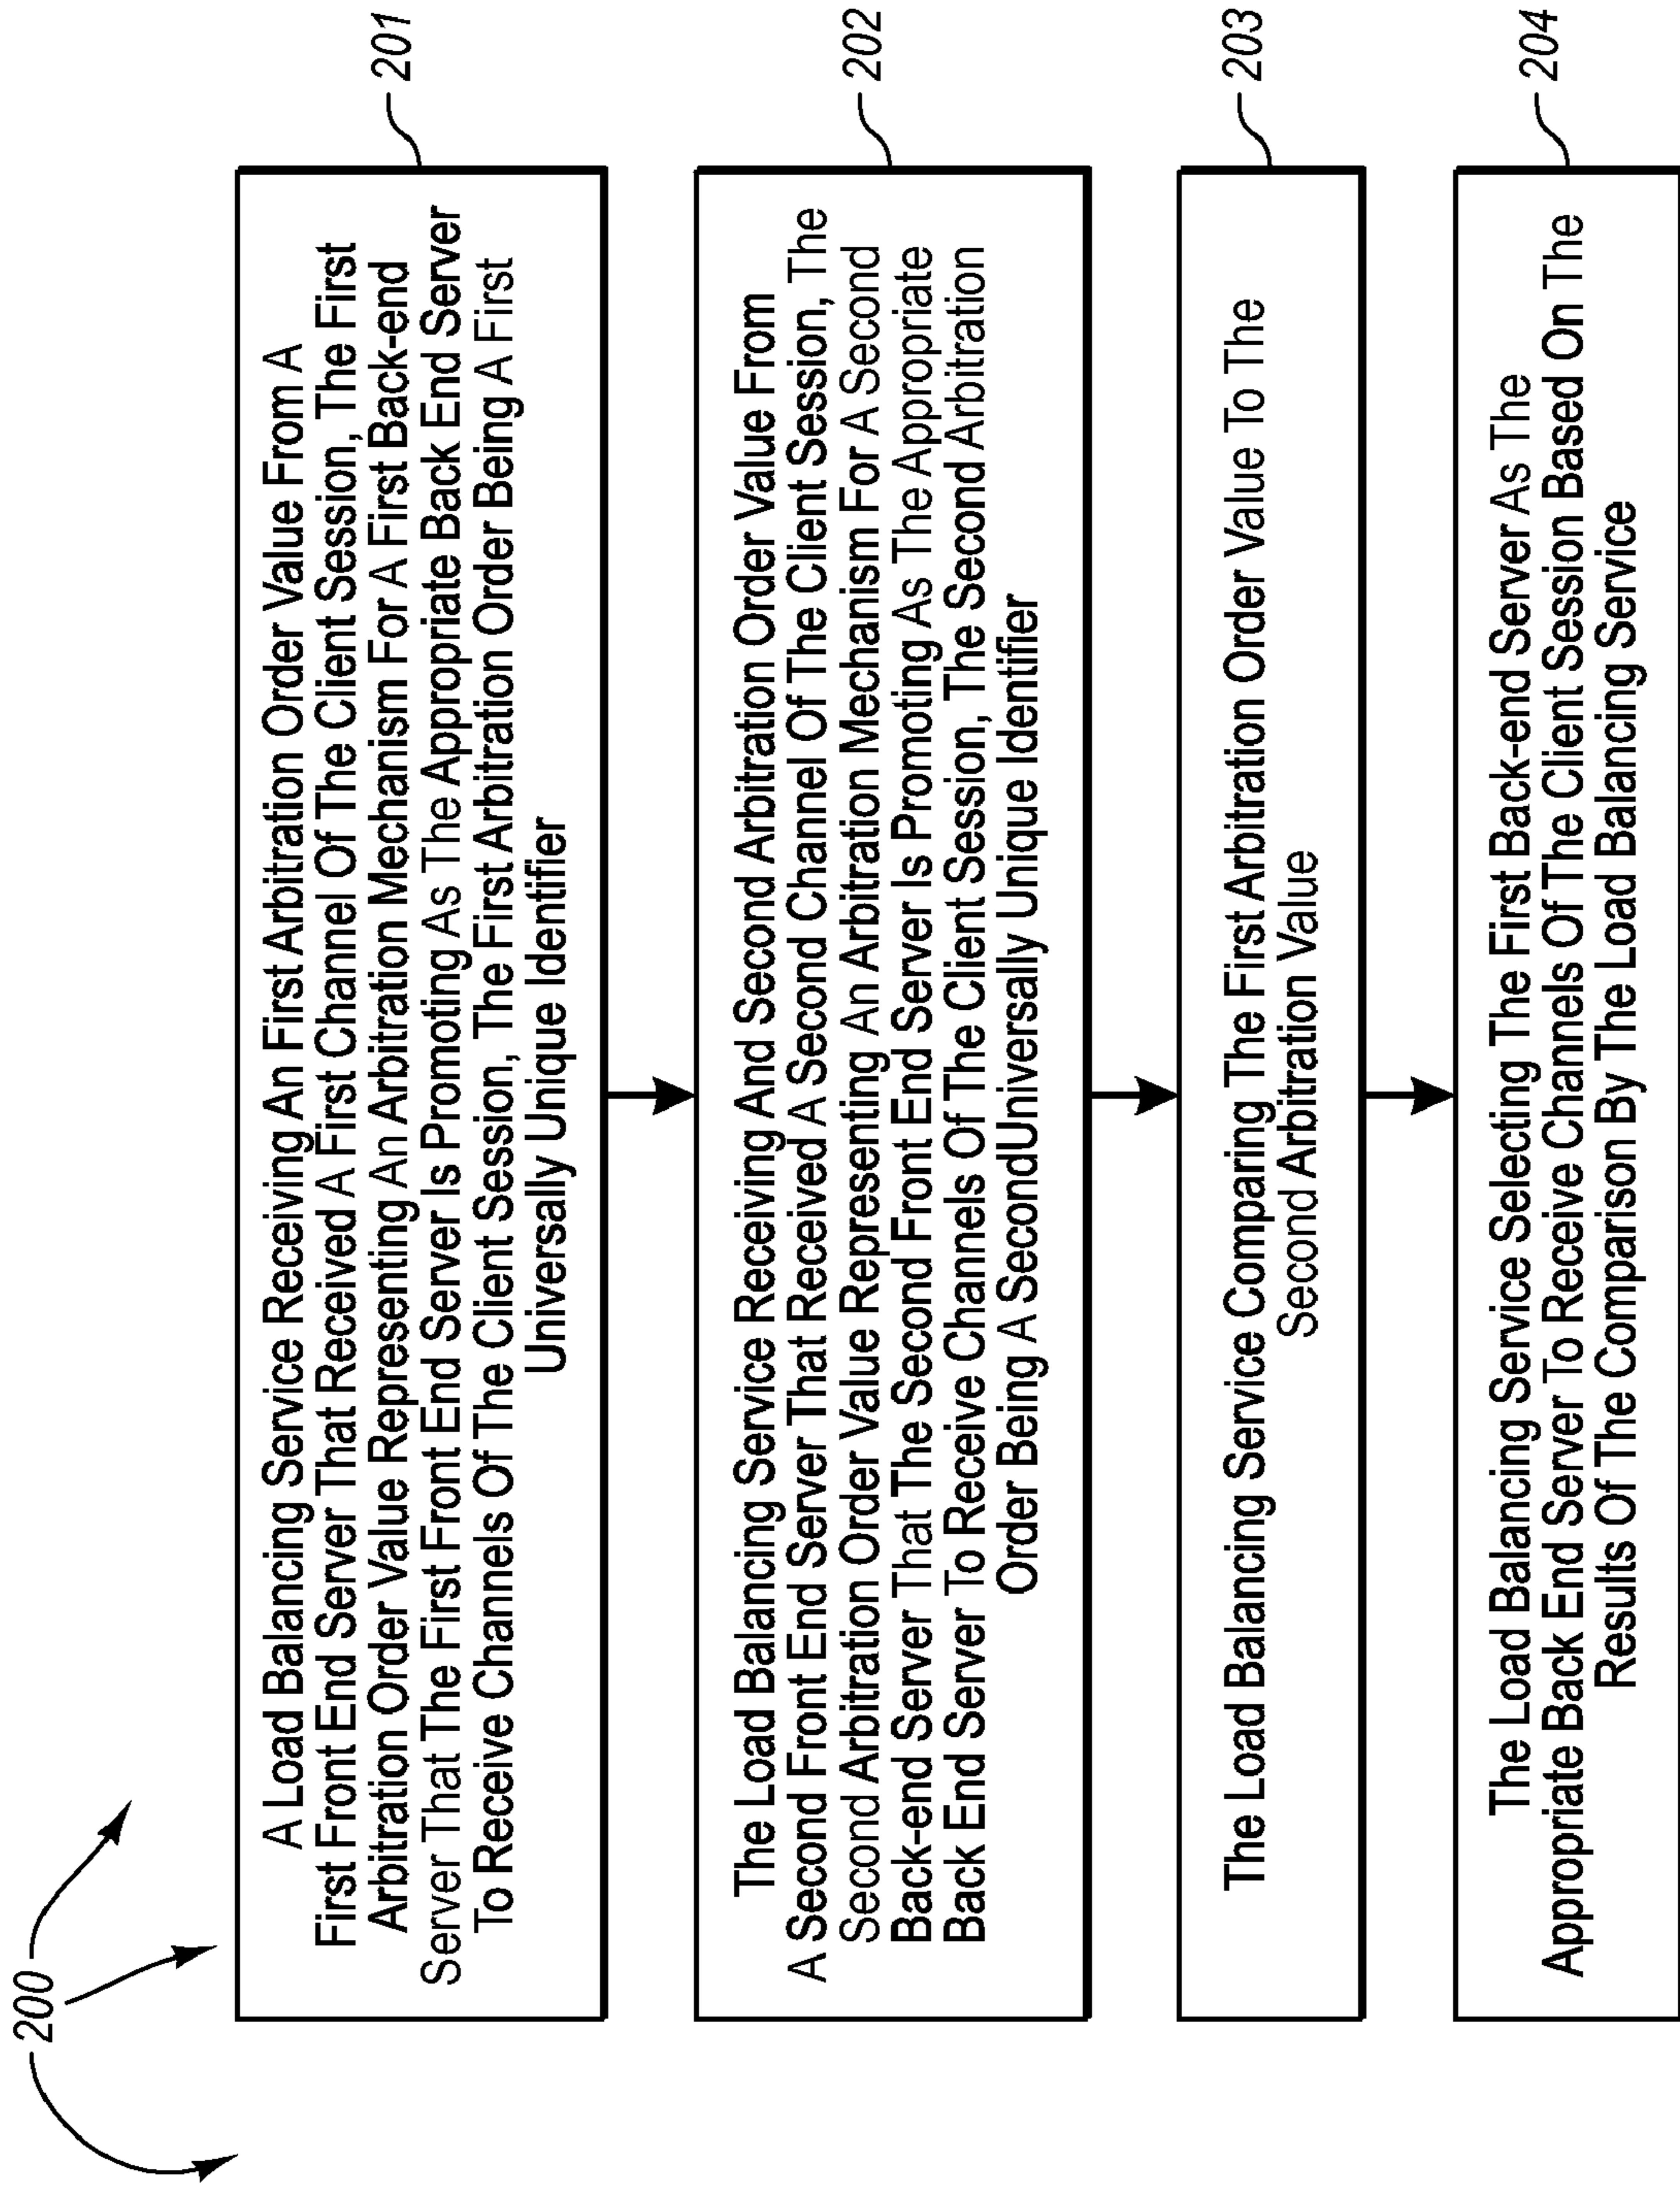 200
A Load Balancing Service Receiving An First Arbitration Order Value From A
First Front End Server That Received A First Channel Of The Client Session, The First
Arbitration Order Value Representing An Arbitration Mechanism For A First Back-end
Server That The First Front End Server Is Promoting As The Appropriate Back End Server
To Receive Channels Of The Client Session, The First Arbitration Order Being A First
Universally Unique Identifier
201
The Load Balancing Service Receiving And Second Arbitration Order Value From
A Second Front End Server That Received A Second Channel Of The Client Session, The
Second Arbitration Order Value Representing An Arbitration Mechanism For A Second
Back-end Server That The Second Front End Server Is Promoting As The Appropriate
Back End Server To Receive Channels Of The Client Session, The Second Arbitration
Order Being A SecondUniversally Unique Identifier
202
The Load Balancing Service Comparing The First Arbitration Order Value To The
Second Arbitration Value
203
The Load Balancing Service Selecting The First Back-end Server As The
Appropriate Back End Server To Receive Channels Of The Client Session Based On The
Results Of The Comparison By The Load Balancing Service
204